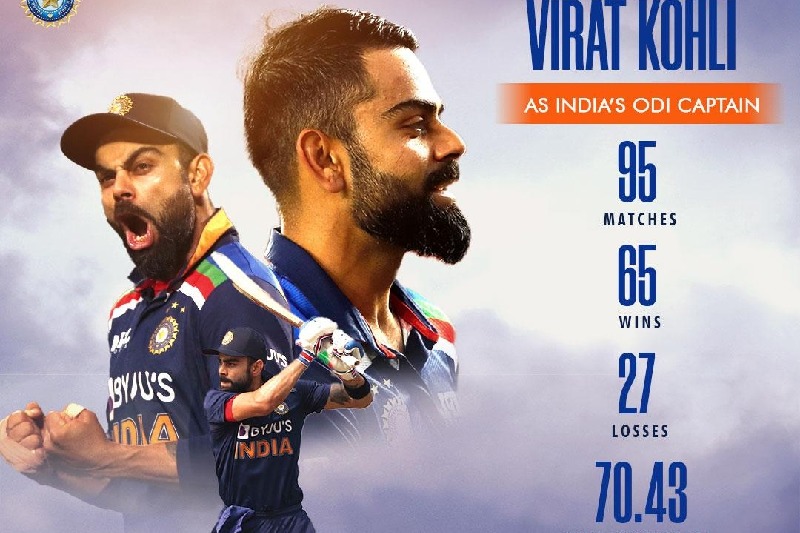 VIRAT KOHLI
AS INDIA'S ODI CAPTAIN
95
MATCHES
65
WINS
27
LOSSES
70.43
BYJU'S
INDIA
BYJU'S
INDIA